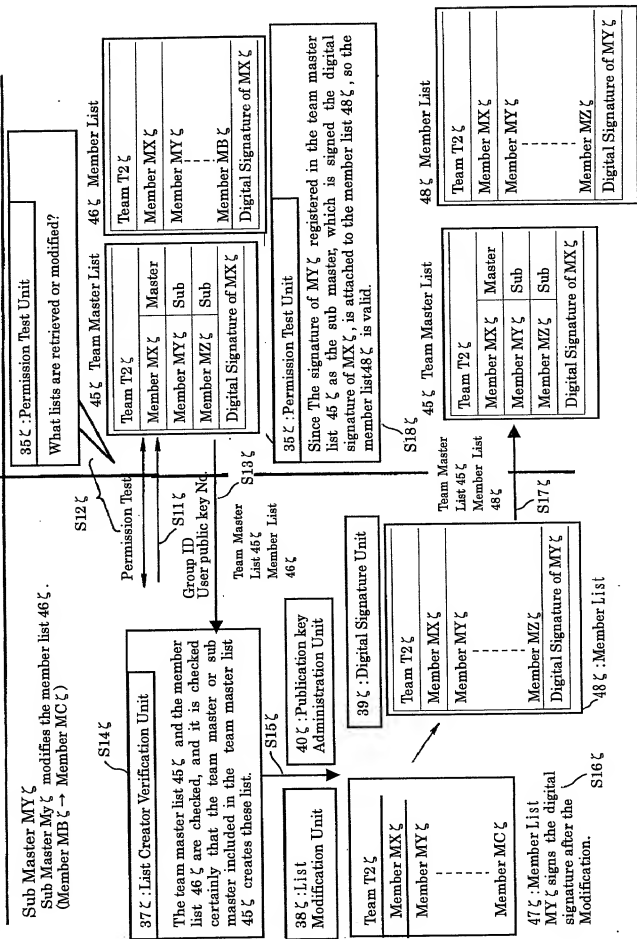 Sub Master MYζ
Sub Master Myζ modifies the member list 46ζ.
(Member MBζ → Member MCζ)
35ζ:Permission Test Unit
What lists are retrieved or modified?
S12ζ
Permission Test
S11ζ
Group ID
User public key No.
S13ζ
Team Master
List 45ζ
Member List
46ζ
45ζ Team Master List
Team T2ζ
Member MXζ Master
Member MYζ Sub
Member MZζ Sub
Digital Signature of MXζ
46ζ Member List
Team T2ζ
Member MXζ
Member MYζ
Member MBζ
Digital Signature of MXζ
S14ζ
37ζ:List Creator Verification Unit
The team master list 45ζ and the member
list 46ζ are checked, and it is checked
certainly that the team master or sub
master included in the team master list
45ζ creates these list.
S15ζ
38ζ:List
Modification Unit
40ζ:Publication key
Administration Unit
35ζ:Permission Test Unit
Since The signature of MYζ registered in the team master
list 45ζ as the sub master, which is signed the digital
signature of MXζ, is attached to the member list 48ζ, so the
member list48ζ is valid.
S18ζ
Team T2ζ
Member MXζ
Member MYζ
Member MCζ
47ζ:Member List
MYζ signs the digital
signature after the
Modification.
S16ζ
39ζ:Digital Signature Unit
Team T2ζ
Member MXζ
Member MYζ
Member MZζ
Digital Signature of MYζ
48ζ:Member List
Team Master
List 45ζ
Member List
48ζ
S17ζ
45ζ Team Master List
Team T2ζ
Member MXζ Master
Member MYζ Sub
Member MZζ Sub
Digital Signature of MXζ
48ζ Member List
Team T2ζ
Member MXζ
Member MYζ
Member MZζ
Digital Signature of MYζ